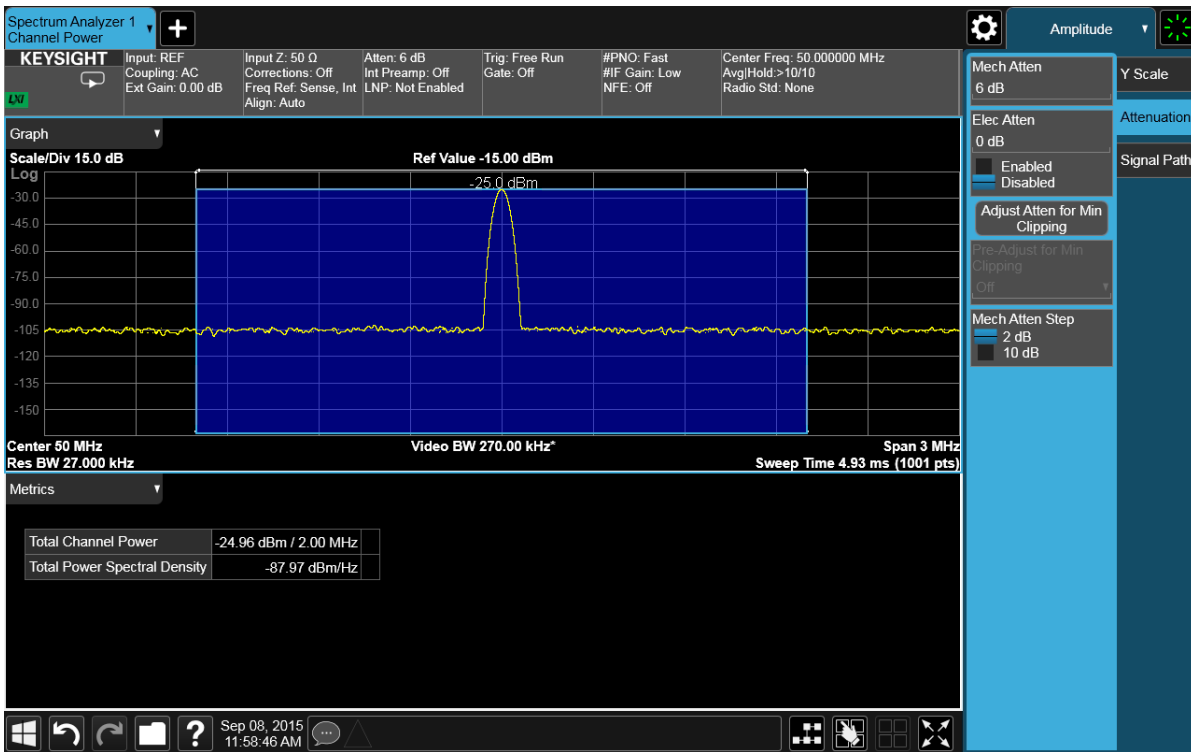 Spectrum Analyzer 1
Channel Power
Amplitude
KEYSIGHT
LXI
Input: REF
Coupling: AC
Ext Gain: 0.00 dB
Input Z: 50 Ω
Corrections: Off
Freq Ref: Sense, Int
Align: Auto
Atten: 6 dB
Int Preamp: Off
LNP: Not Enabled
Trig: Free Run
Gate: Off
#PNO: Fast
#IF Gain: Low
NFE: Off
Center Freq: 50.000000 MHz
Avg|Hold:>10/10
Radio Std: None
Graph
Scale/Div 15.0 dB
Ref Value -15.00 dBm
Log
-25.0 dBm
-30.0
-45.0
-60.0
-75.0
-90.0
-105
-120
-135
-150
Center 50 MHz
Video BW 270.00 kHz*
Span 3 MHz
Res BW 27.000 kHz
Sweep Time 4.93 ms (1001 pts)
Metrics
Total Channel Power -24.96 dBm / 2.00 MHz
Total Power Spectral Density -87.97 dBm/Hz
Mech Atten
6 dB
Elec Atten
0 dB
Enabled
Disabled
Adjust Atten for Min
Clipping
Pre-Adjust for Min
Clipping
Off
Mech Atten Step
2 dB
10 dB
Y Scale
Attenuation
Signal Path
?
Sep 08, 2015
11:58:46 AM